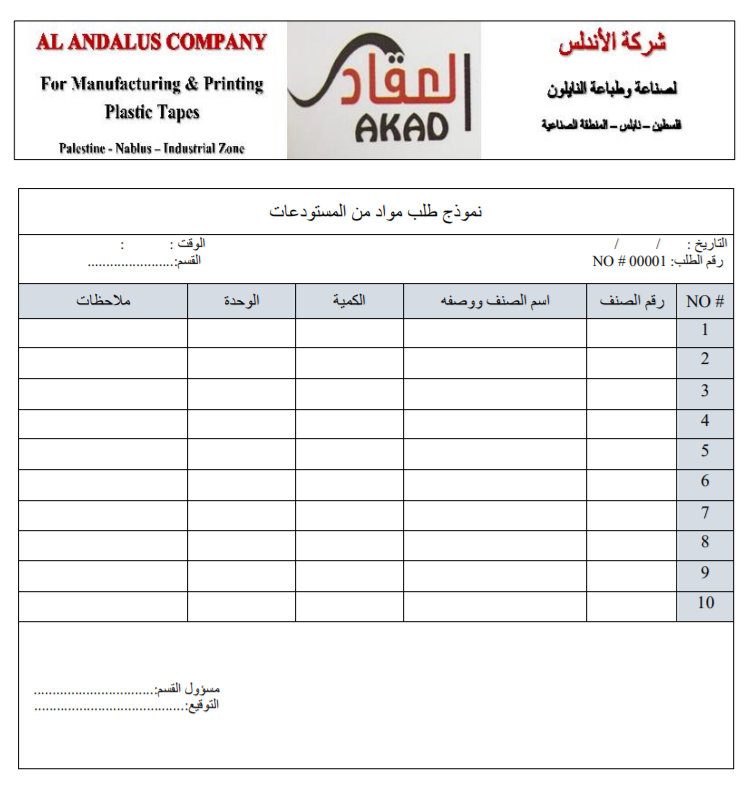 AL ANDALUS COMPANY
For Manufacturing & Printing
Plastic Tapes
Palestine - Nablus – Industrial Zone
العقاد
AKAD
شركة الأندلس
لصناعة وطباعة النايلون
فلسطين – نابلس – المنطقة الصناعية
نموذج طلب مواد من المستودعات
التاريخ : / / الوقت : :
رقم الطلب: NO # 00001 القسم:.......................
NO # رقم الصنف اسم الصنف ووصفه الكمية الوحدة ملاحظات
1
2
3
4
5
6
7
8
9
10
مسؤول القسم:................................
التوقيع:........................................